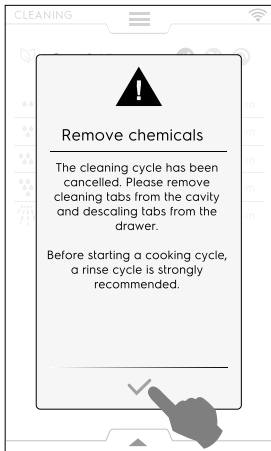 CLEANING
Remove chemicals
The cleaning cycle has been
cancelled. Please remove
cleaning tabs from the cavity
and descaling tabs from the
drawer.
Before starting a cooking cycle,
a rinse cycle is strongly
recommended.